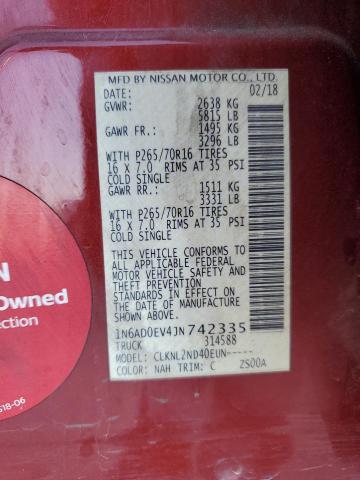 MFD BY NISSAN MOTOR CO., LTD.
DATE: 02/18
GVWR: 2638 KG
5815 LB
GAWR FR.: 1495 KG
3296 LB
WITH P265/70R16 TIRES
16 X 7.0 RIMS AT 35 PSI
COLD SINGLE
GAWR RR.: 1511 KG
3331 LB
WITH P265/70R16 TIRES
16 X 7.0 RIMS AT 35 PSI
COLD SINGLE
THIS VEHICLE CONFORMS TO
ALL APPLICABLE FEDERAL
MOTOR VEHICLE SAFETY AND
THEFT PREVENTION
STANDARDS IN EFFECT ON
THE DATE OF MANUFACTURE
SHOWN ABOVE.
1N6AD0EV4JN742335
TRUCK 314588
MODEL: CLKNL2ND40EUN-----
COLOR: NAH TRIM: C ZS00A
N
Owned
ection
518-06